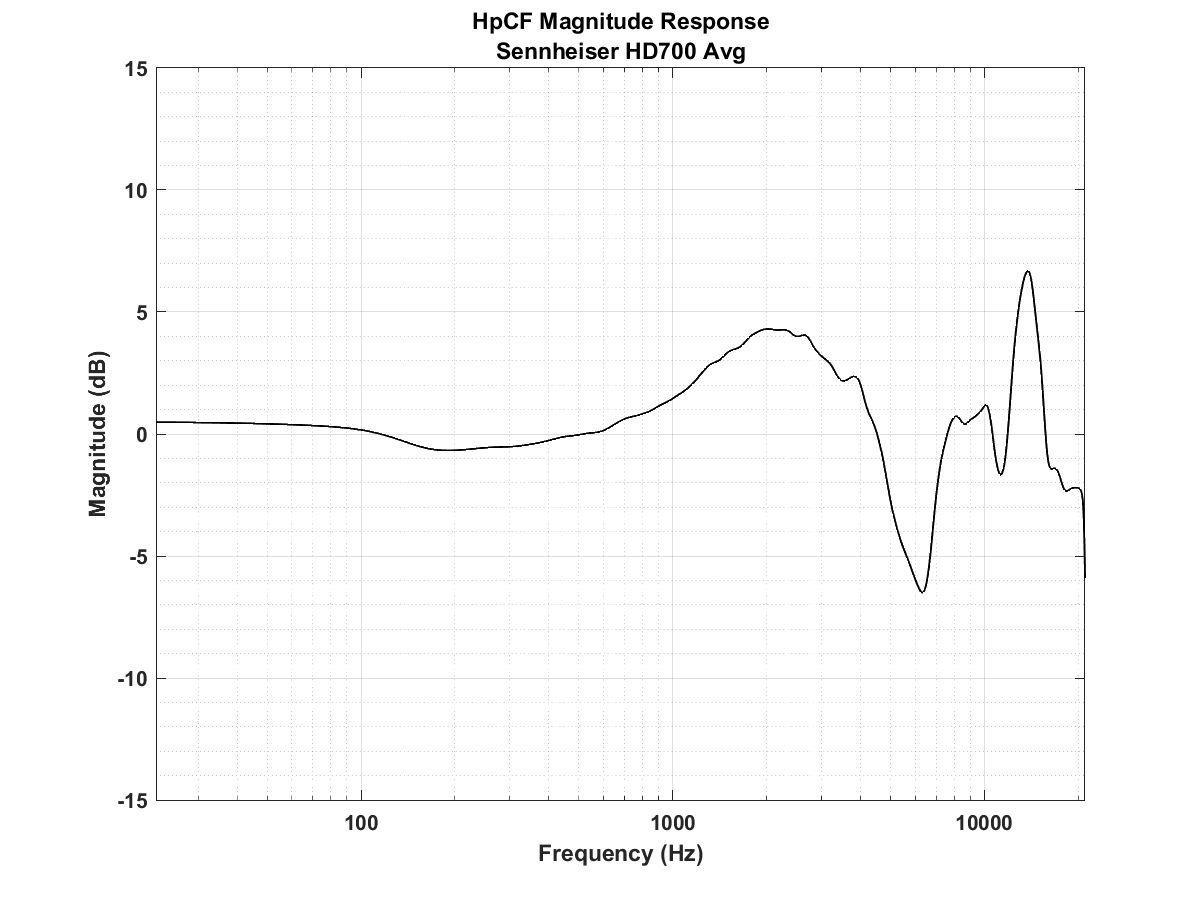 HpCF Magnitude Response
Sennheiser HD700 Avg
15
10
5
0
-5
-10
-15
Magnitude (dB)
100
1000
10000
Frequency (Hz)